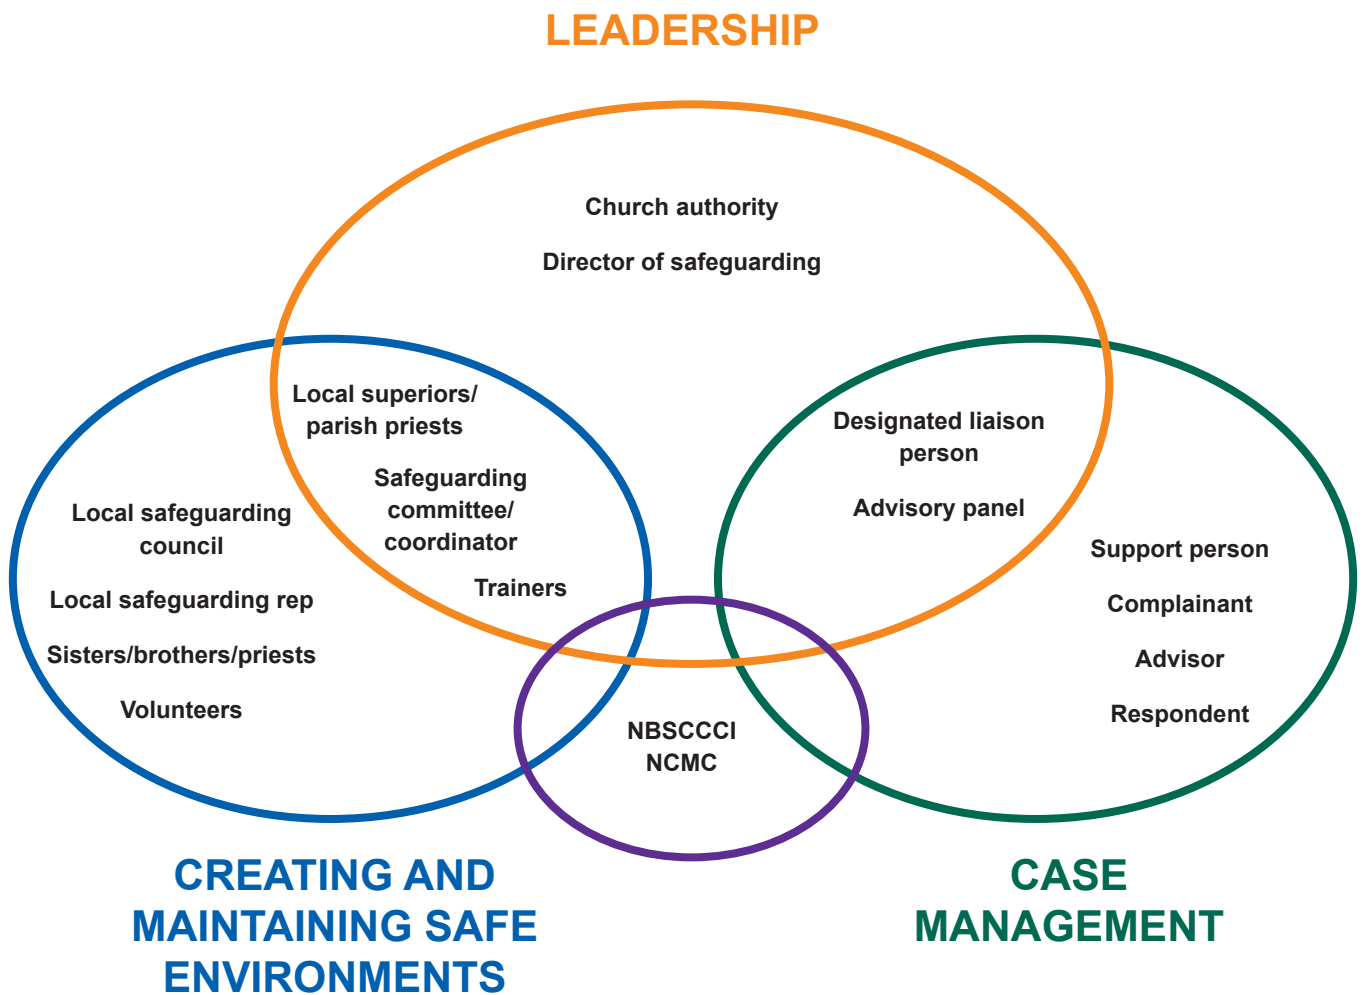 LEADERSHIP
Church authority
Director of safeguarding
Local superiors/
parish priests
Safeguarding
committee/
coordinator
Trainers
Local safeguarding
council
Local safeguarding rep
Sisters/brothers/priests
Volunteers
Designated liaison
person
Advisory panel
Support person
Complainant
Advisor
Respondent
NBSCCCI
NCMC
CREATING AND
MAINTAINING SAFE
ENVIRONMENTS
CASE
MANAGEMENT